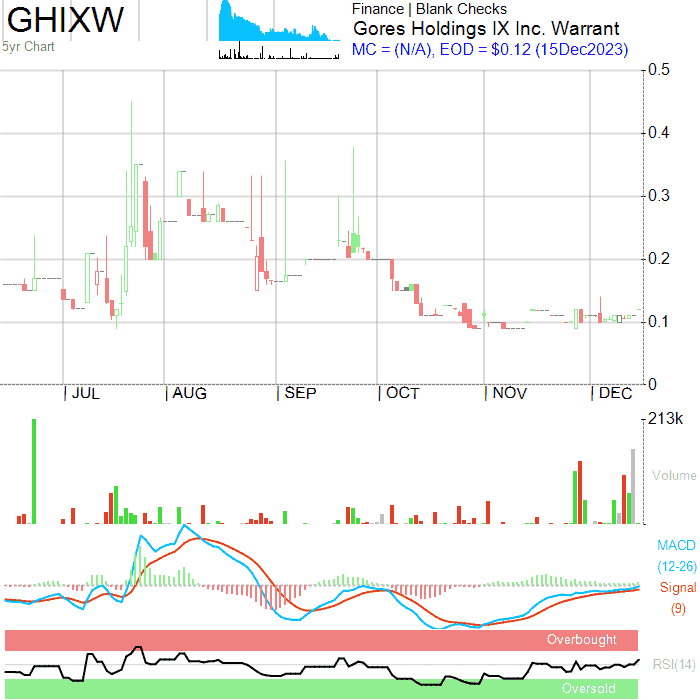 GHIXW
5yr Chart
Finance | Blank Checks
Gores Holdings IX Inc. Warrant
MC = (N/A), EOD = $0.12 (15Dec2023)
0.5
0.4
0.3
0.2
0.1
0
JUL
AUG
SEP
OCT
NOV
DEC
213k
Volume
MACD
(12-26)
Signal
(9)
Overbought
RSI(14)
Oversold